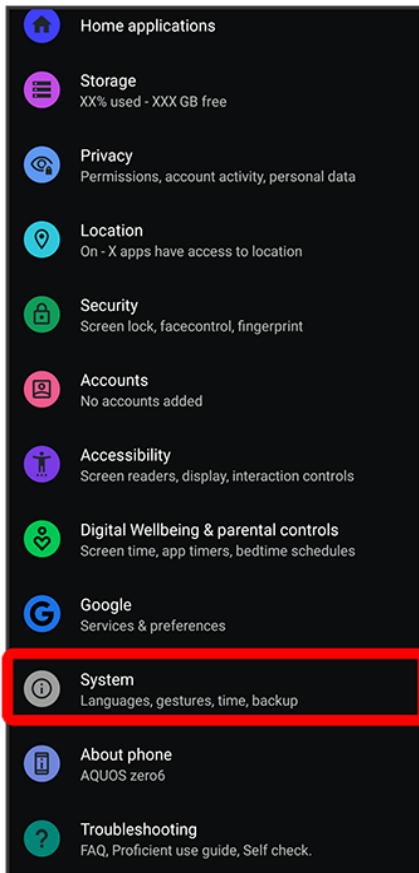 Home applications
Storage
XX% used - XXX GB free
Privacy
Permissions, account activity, personal data
Location
On - X apps have access to location
Security
Screen lock, facecontrol, fingerprint
Accounts
No accounts added
Accessibility
Screen readers, display, interaction controls
Digital Wellbeing & parental controls
Screen time, app timers, bedtime schedules
Google
Services & preferences
System
Languages, gestures, time, backup
About phone
AQUOS zero6
Troubleshooting
FAQ, Proficient use guide, Self check.